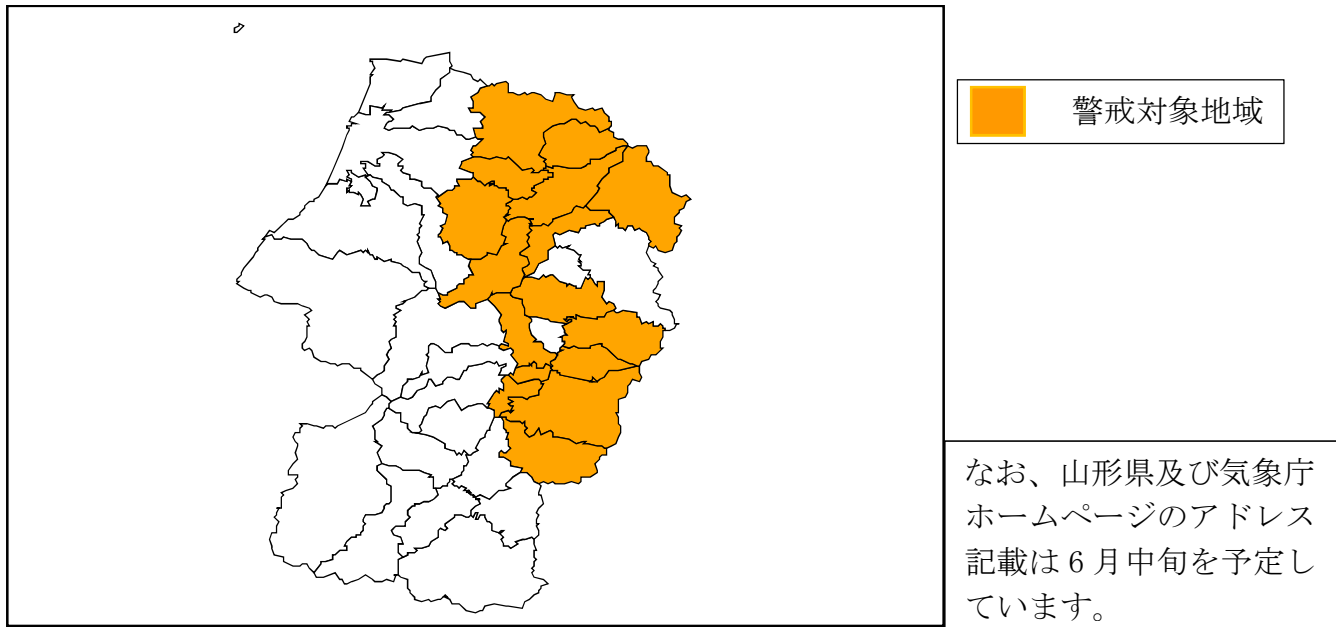 警戒対象地域
なお、山形県及び気象庁
ホームページのアドレス
記載は6月中旬を予定し
ています。